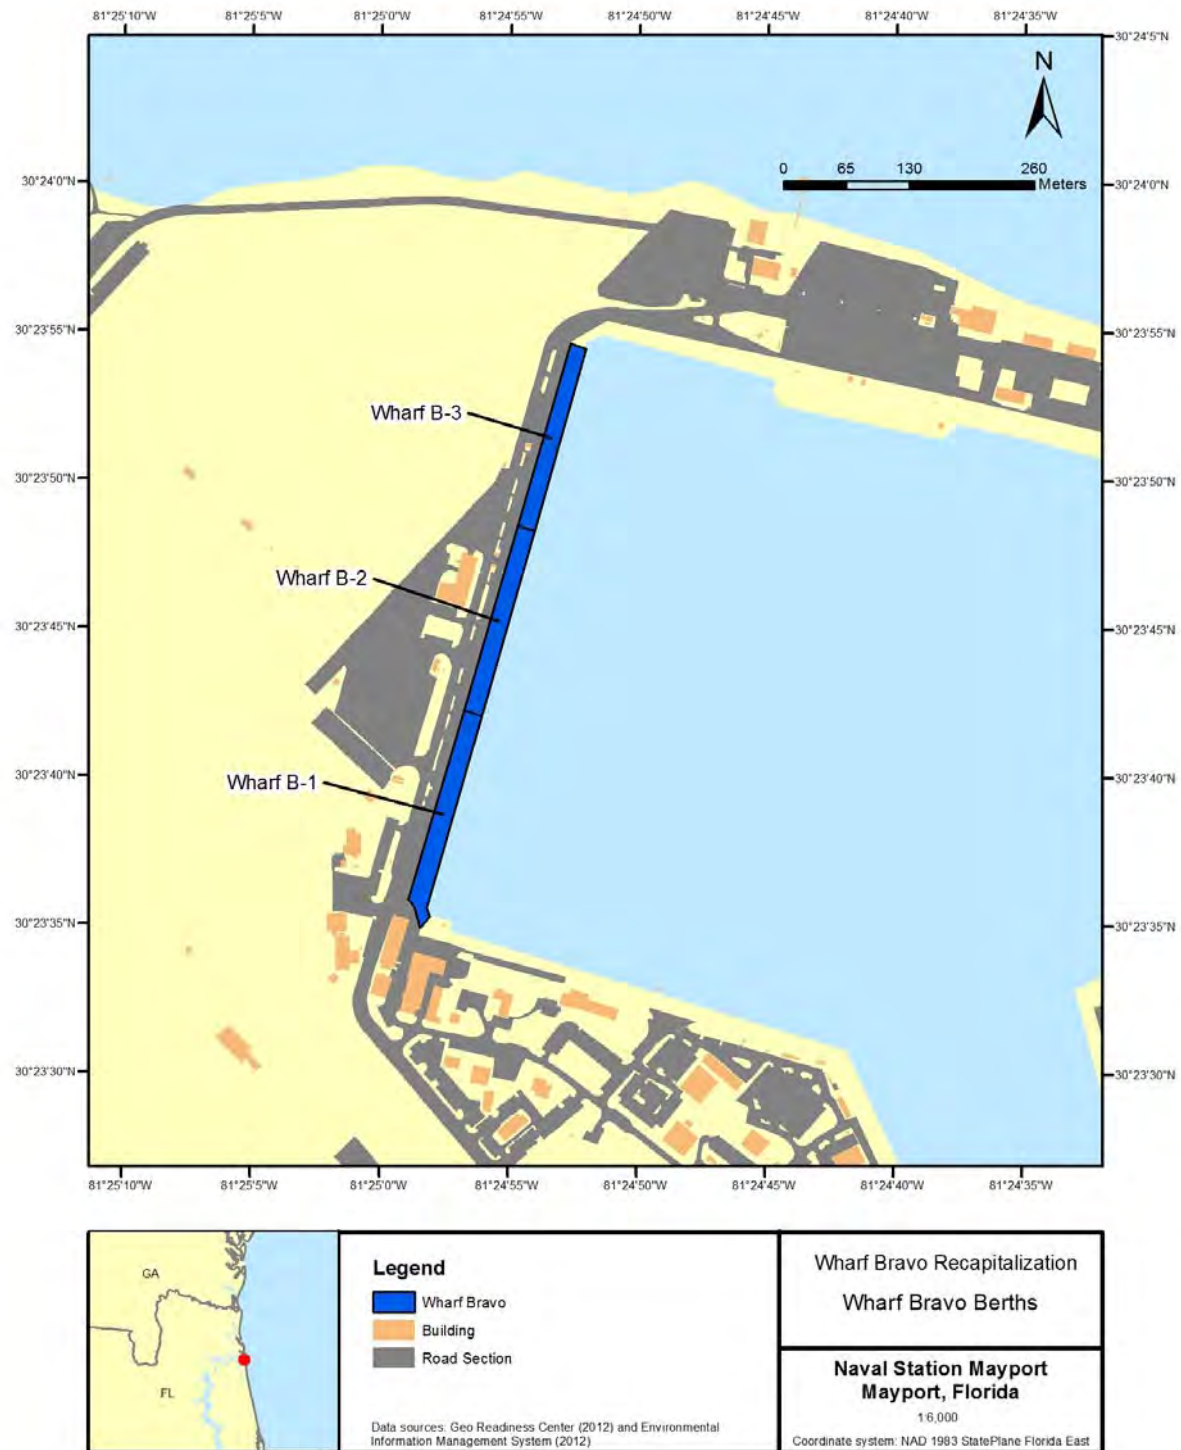 81°25'10"W 81°25'5"W 81°25'0"W 81°24'55"W 81°24'50"W 81°24'45"W 81°24'40"W 81°24'35"W
30°24'5"N
N
0 65 130 260
Meters
30°24'0"N 30°24'0"N
30°23'55"N 30°23'55"N
Wharf B-3
30°23'50"N 30°23'50"N
Wharf B-2
30°23'45"N 30°23'45"N
30°23'40"N 30°23'40"N
Wharf B-1
30°23'35"N 30°23'35"N
30°23'30"N 30°23'30"N
81°25'10"W 81°25'5"W 81°25'0"W 81°24'55"W 81°24'50"W 81°24'45"W 81°24'40"W 81°24'35"W
GA
FL
Legend
Wharf Bravo
Building
Road Section
Data sources: Geo Readiness Center (2012) and Environmental
Information Management System (2012)
Wharf Bravo Recapitalization
Wharf Bravo Berths
Naval Station Mayport
Mayport, Florida
1:6,000
Coordinate system: NAD 1983 StatePlane Florida East